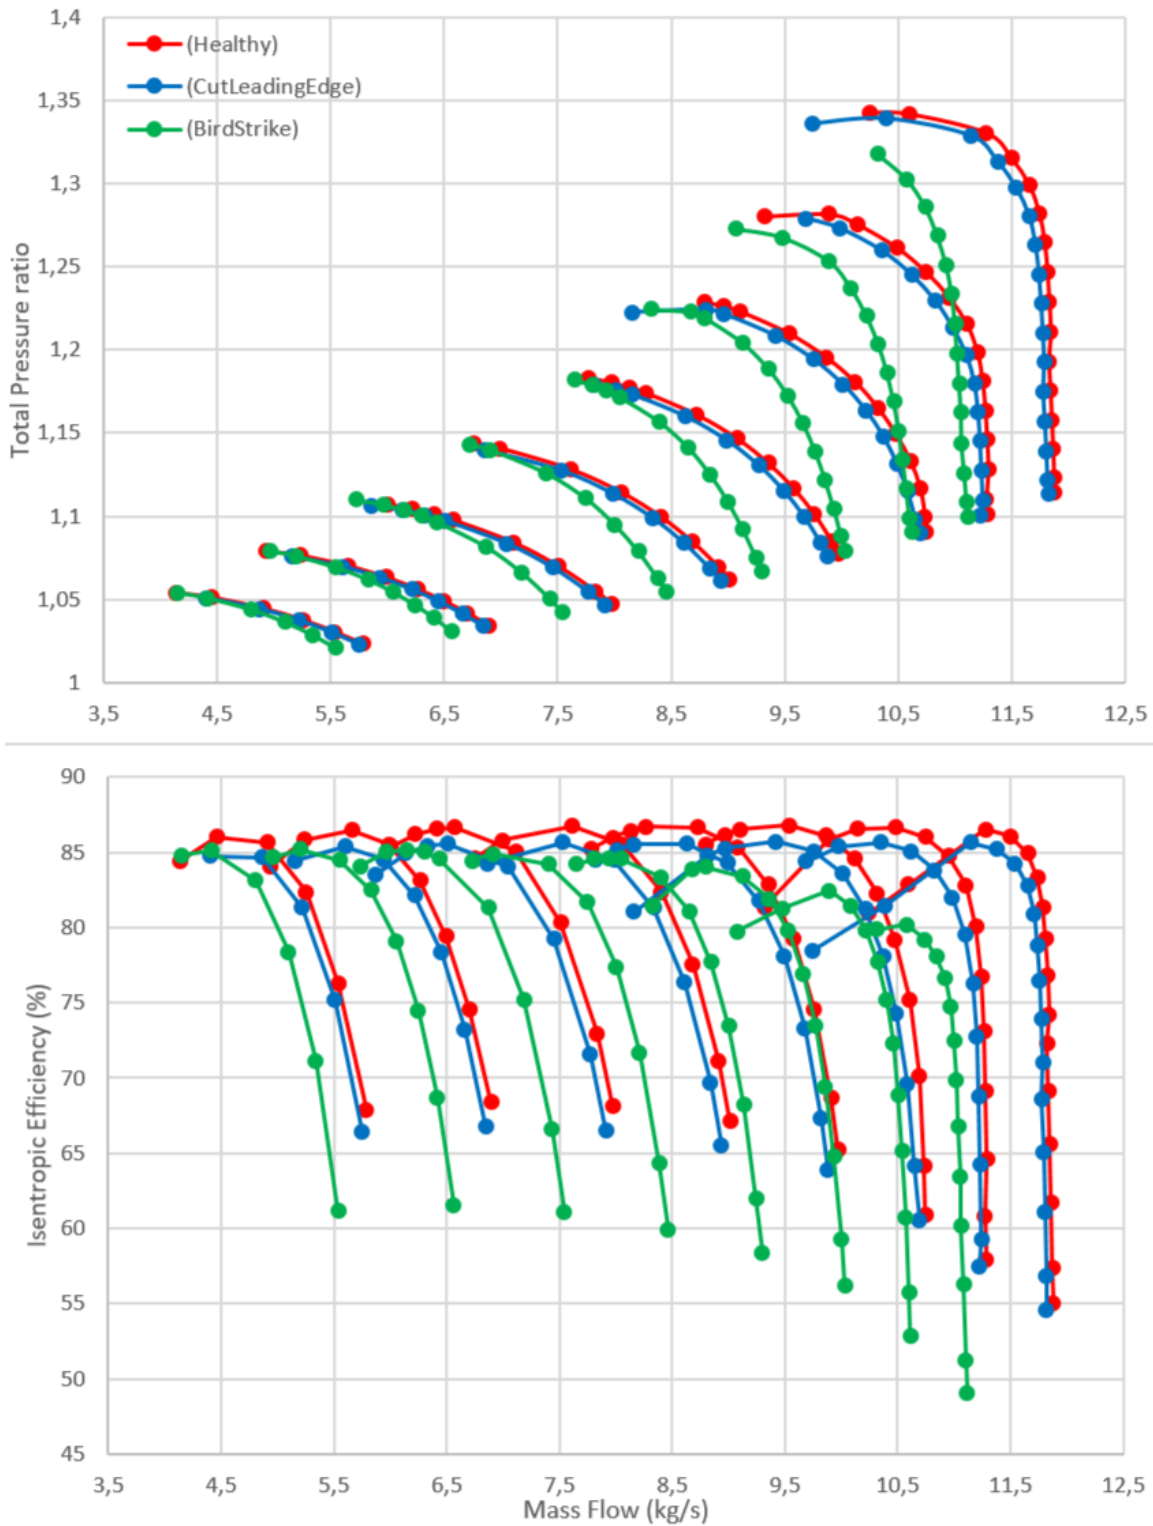 1,4
(Healthy)
(CutLeadingEdge)
1,35
(BirdStrike)
1,3
Total Pressure ratio
1,25
1,2
1,15
1,1
1,05
1
3,5 4,5 5,5 6,5 7,5 8,5 9,5 10,5 11,5 12,5
90
85
80
75
Isentropic Efficiency (%)
70
65
60
55
50
45
3,5 4,5 5,5 6,5 7,5 8,5 9,5 10,5 11,5 12,5
Mass Flow (kg/s)